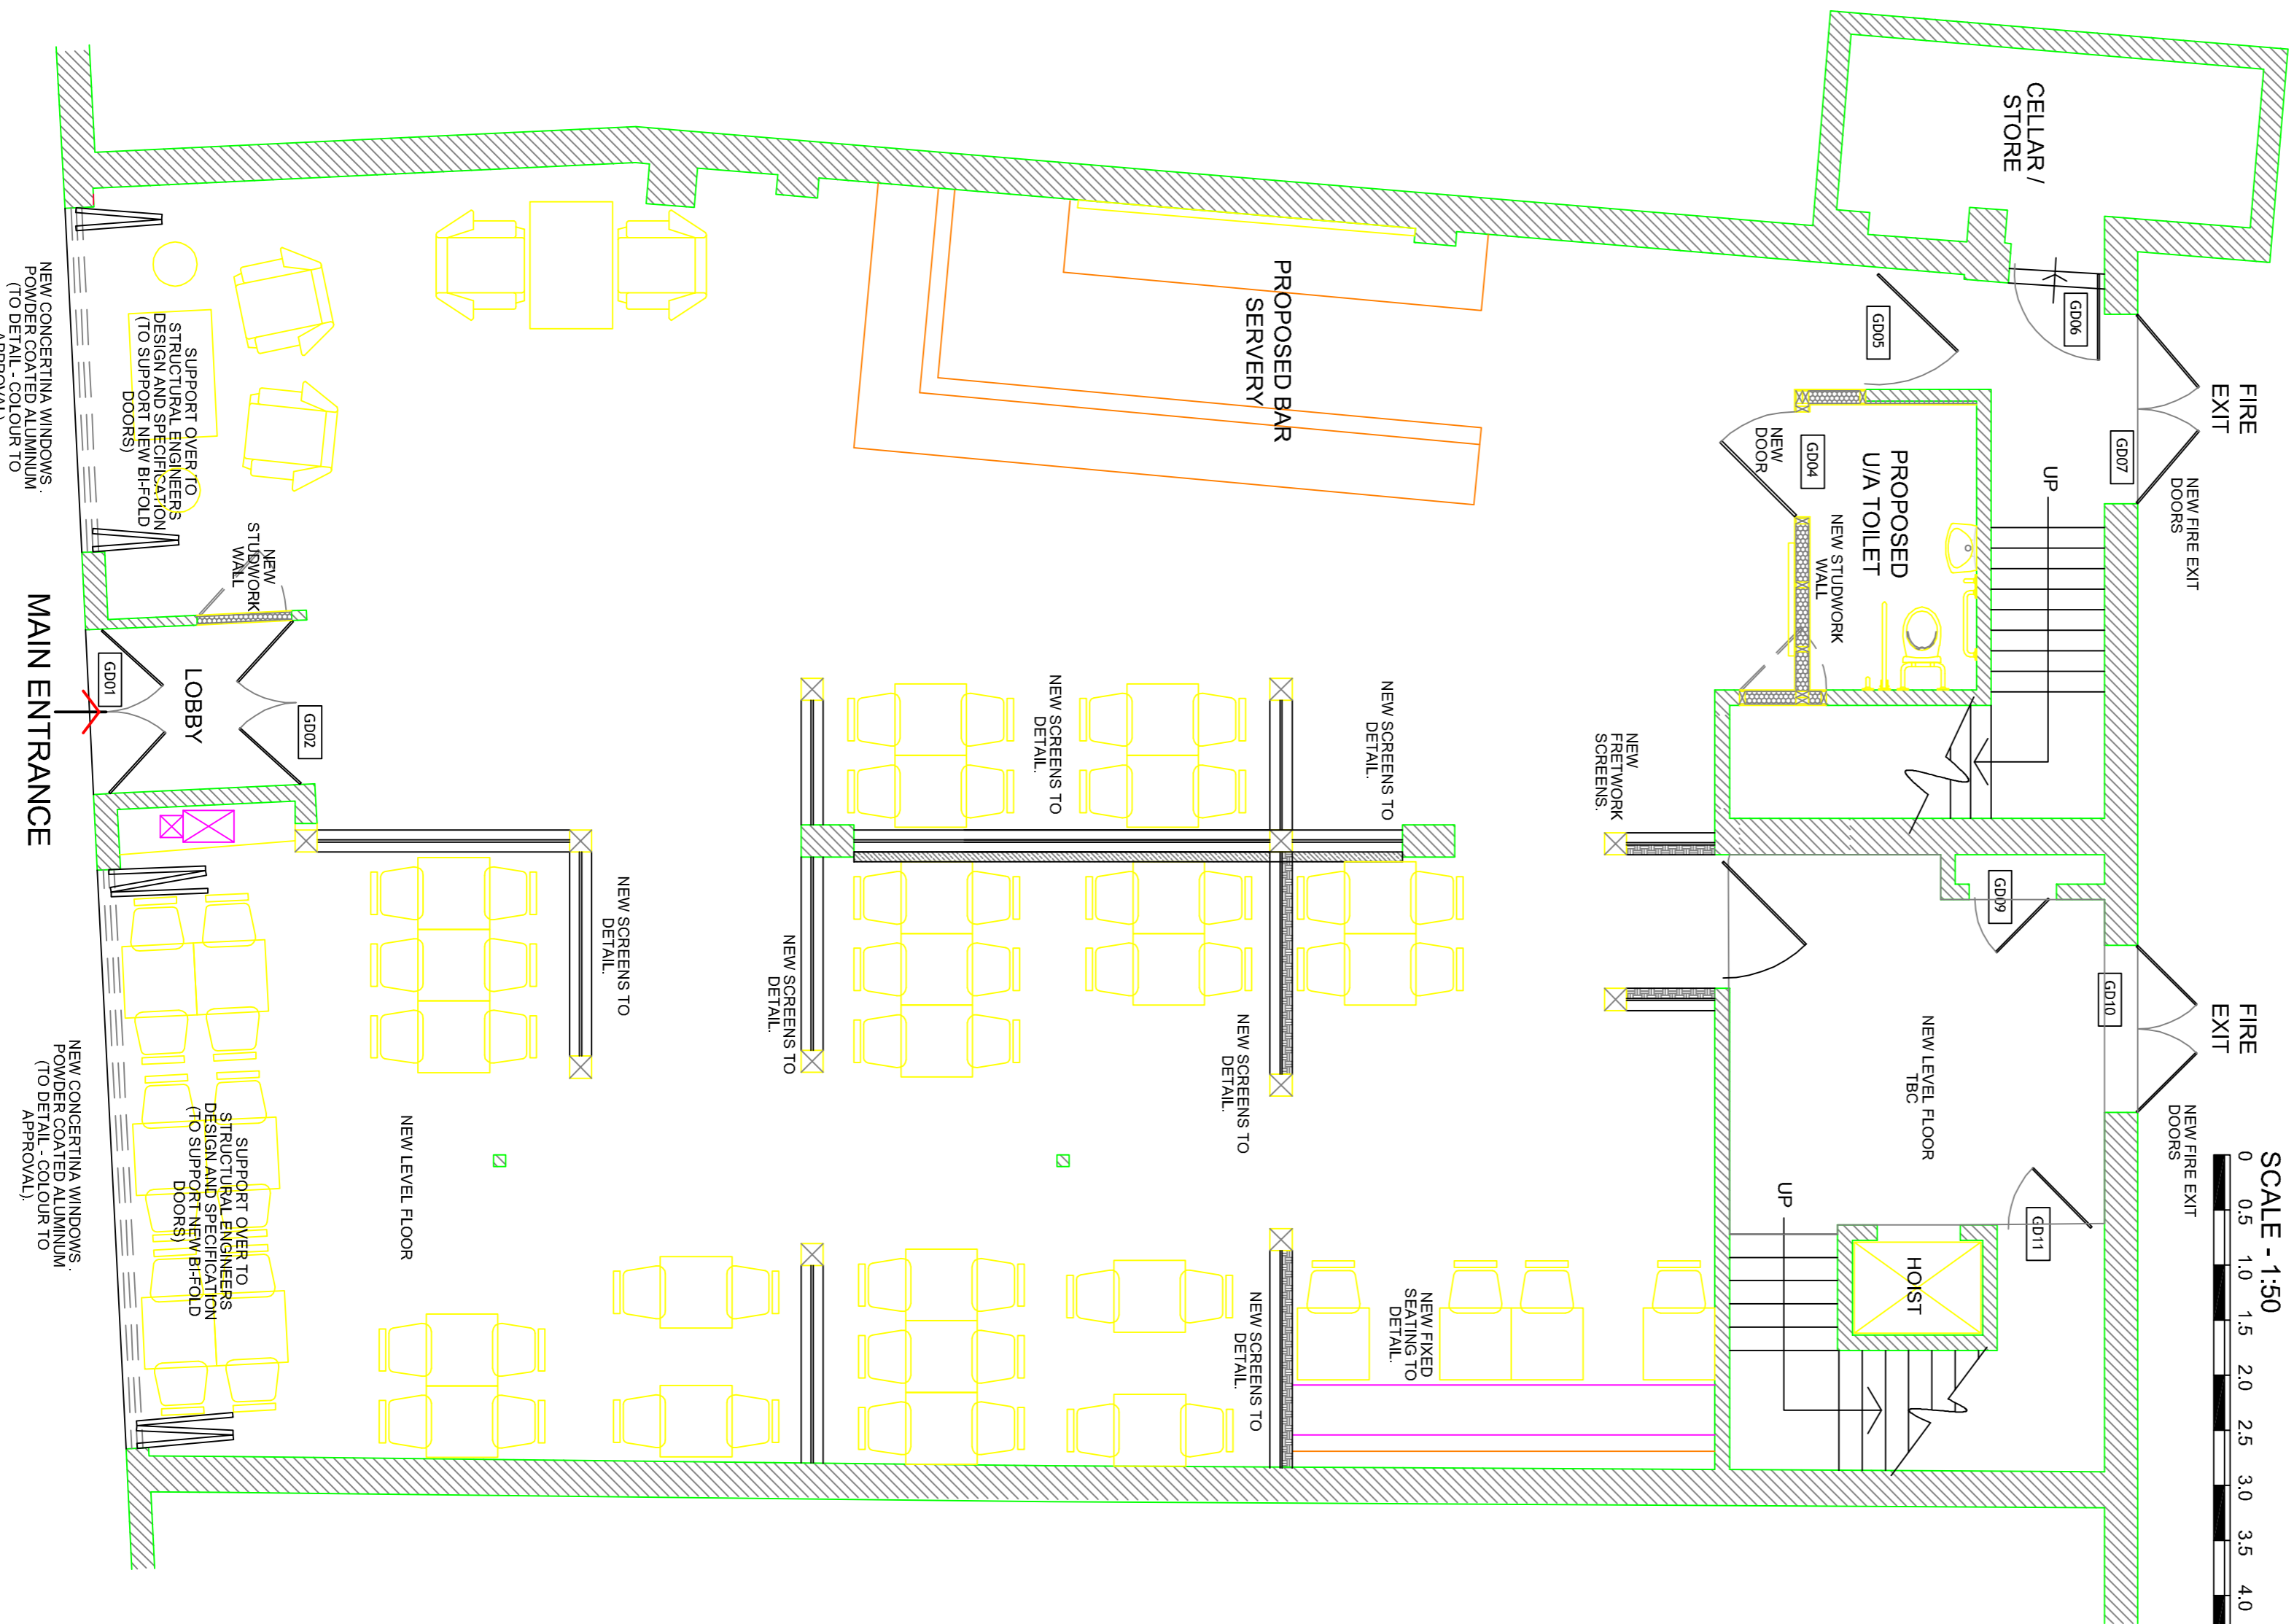 CELLAR /
STORE
FIRE
EXIT
NEW FIRE EXIT
DOORS
GD06
GD07
GD05
UP
PROPOSED
U/A TOILET
GD04
NEW
DOOR
NEW STUDWORK
WALL
FIRE
EXIT
NEW FIRE EXIT
DOORS
GD09
GD10
NEW LEVEL FLOOR
TBC
GD11
UP
HOIST
SCALE - 1:50
0 0.5 1.0 1.5 2.0 2.5 3.0 3.5 4.0
PROPOSED BAR
SERVERY
NEW
FRETWORK
SCREENS.
NEW SCREENS TO
DETAIL.
NEW SCREENS TO
DETAIL.
NEW SCREENS TO
DETAIL.
NEW SCREENS TO
DETAIL.
NEW SCREENS TO
DETAIL.
NEW SCREENS TO
DETAIL.
NEW FIXED
SEATING TO
DETAIL.
NEW LEVEL FLOOR
NEW
STUDWORK
WALL
SUPPORT OVER TO
STRUCTURAL ENGINEERS
DESIGN AND SPECIFICATION
(TO SUPPORT NEW BI-FOLD
DOORS)
NEW CONCERTINA WINDOWS .
POWDER COATED ALUMINUM
(TO DETAIL - COLOUR TO
APPROVAL)
LOBBY
GD01
GD02
MAIN ENTRANCE
SUPPORT OVER TO
STRUCTURAL ENGINEERS
DESIGN AND SPECIFICATION
(TO SUPPORT NEW BI-FOLD
DOORS)
NEW CONCERTINA WINDOWS .
POWDER COATED ALUMINUM
(TO DETAIL - COLOUR TO
APPROVAL).